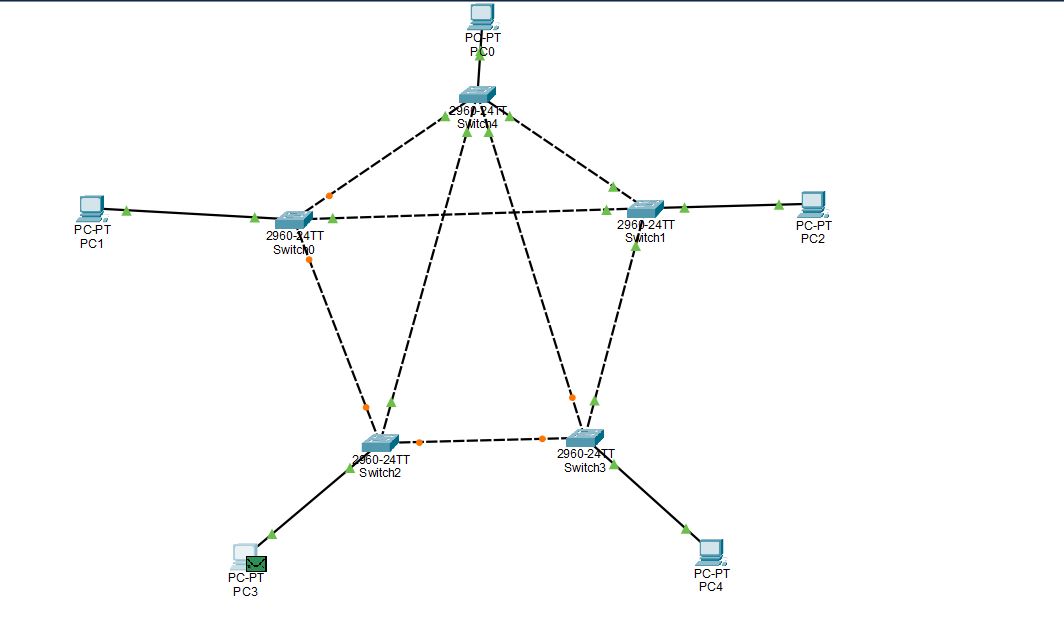 PC-PT
PC0
2960-24TT
Switch4
PC-PT
PC1
2960-24TT
Switch0
2960-24TT
Switch1
PC-PT
PC2
2960-24TT
Switch2
2960-24TT
Switch3
PC-PT
PC3
PC-PT
PC4